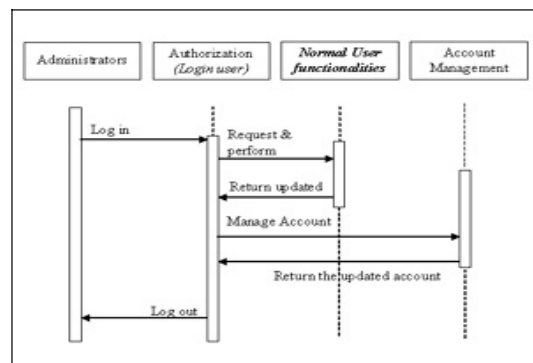 Administrators
Authorization
(Login user)
Normal User
functionalities
Account
Management
Log in
Request &
perform
Return updated
Manage Account
Return the updated account
Log out